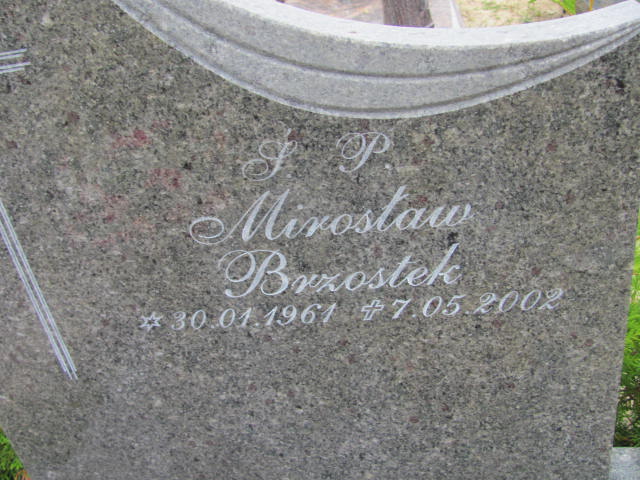 Ś. P.
Mirosław
Brzostek
* 30.01.1961 ✝ 7.05.2002